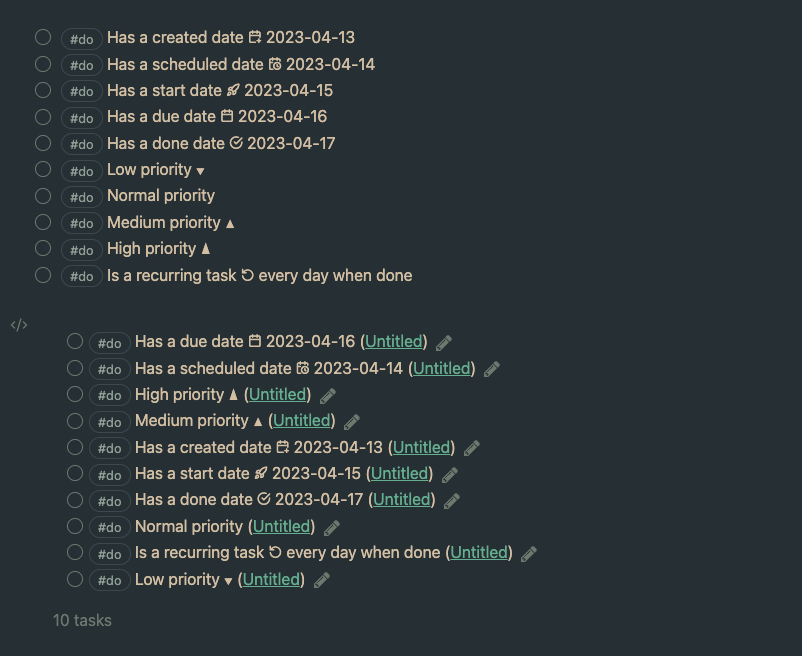 #do Has a created date 2023-04-13
#do Has a scheduled date 2023-04-14
#do Has a start date 2023-04-15
#do Has a due date 2023-04-16
#do Has a done date 2023-04-17
#do Low priority
#do Normal priority
#do Medium priority
#do High priority
#do Is a recurring task every day when done
</>
#do Has a due date 2023-04-16 (Untitled)
#do Has a scheduled date 2023-04-14 (Untitled)
#do High priority (Untitled)
#do Medium priority (Untitled)
#do Has a created date 2023-04-13 (Untitled)
#do Has a start date 2023-04-15 (Untitled)
#do Has a done date 2023-04-17 (Untitled)
#do Normal priority (Untitled)
#do Is a recurring task every day when done (Untitled)
#do Low priority (Untitled)
10 tasks